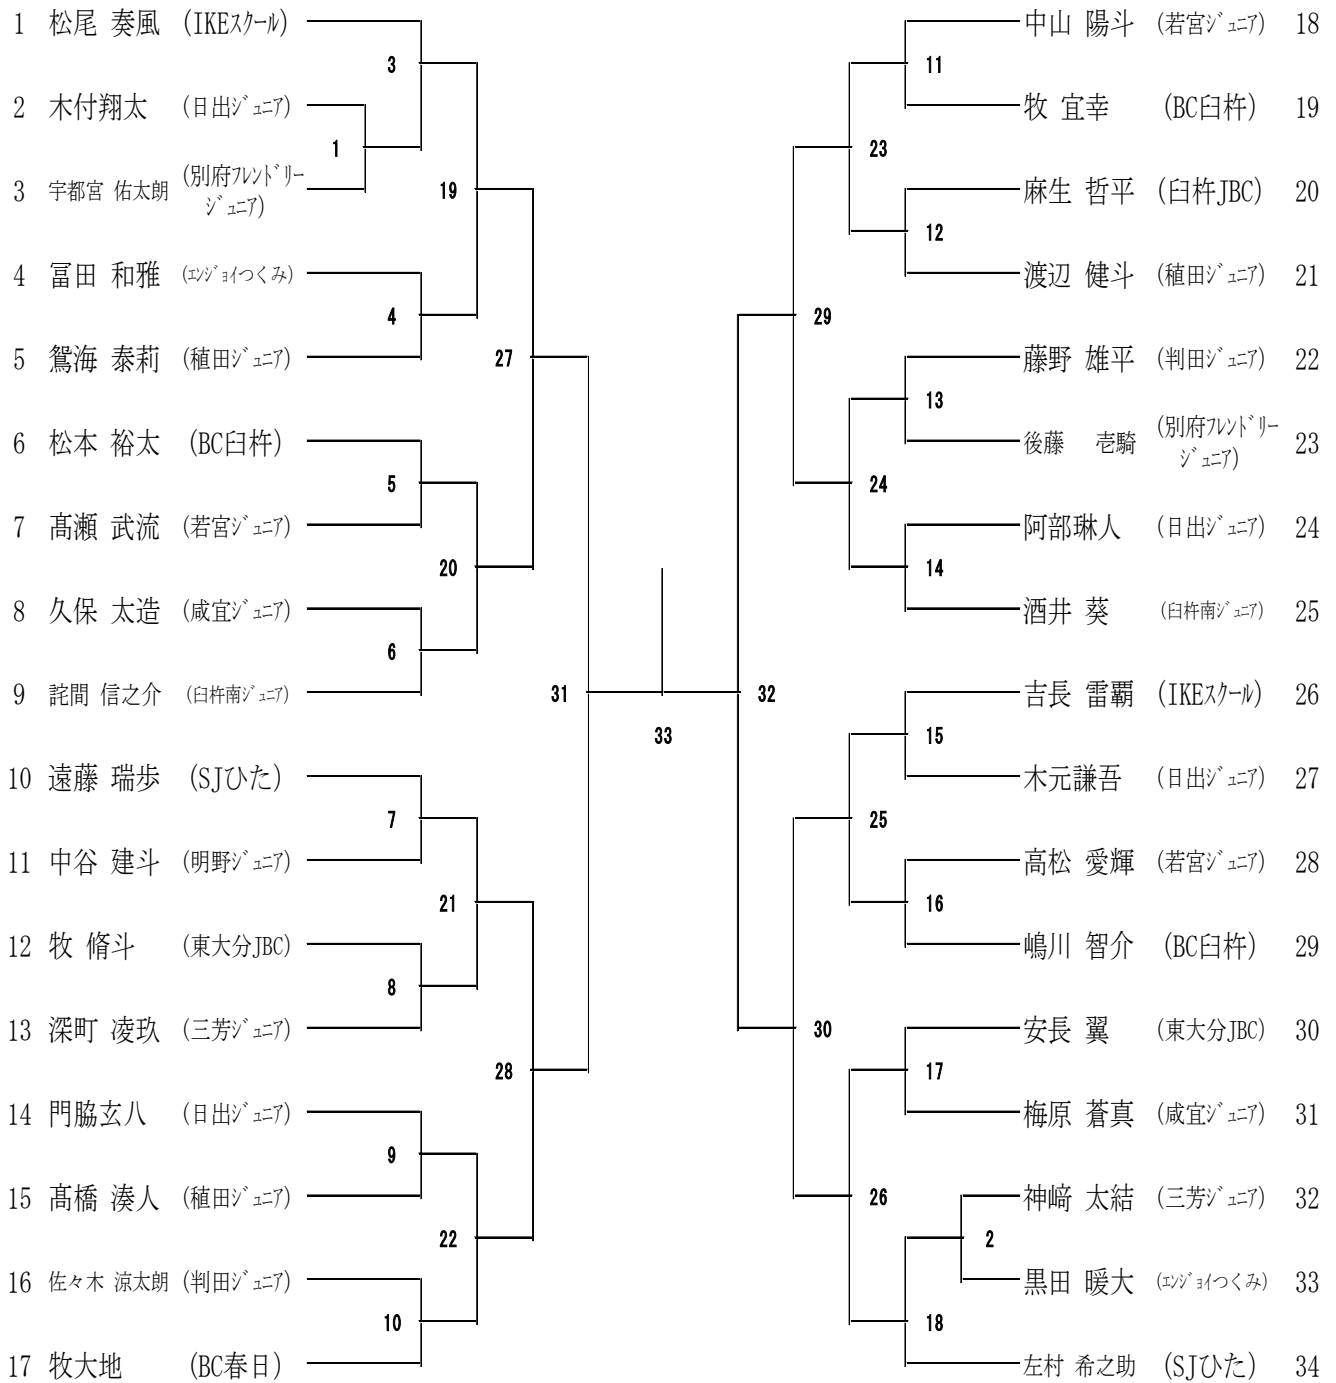 1 松尾 奏風 (IKEスクール)
2 木付翔太 (日出ジュニア)
3 宇都宮 佑太朗 (別府フレンドリー
ジュニア)
4 冨田 和雅 (エンジョイつくみ)
5 鴛海 泰莉 (稙田ジュニア)
6 松本 裕太 (BC臼杵)
7 髙瀬 武流 (若宮ジュニア)
8 久保 太造 (咸宜ジュニア)
9 詫間 信之介 (臼杵南ジュニア)
10 遠藤 瑞歩 (SJひた)
11 中谷 建斗 (明野ジュニア)
12 牧 脩斗 (東大分JBC)
13 深町 凌玖 (三芳ジュニア)
14 門脇玄八 (日出ジュニア)
15 髙橋 湊人 (稙田ジュニア)
16 佐々木 涼太朗 (判田ジュニア)
17 牧大地 (BC春日)
3
1
19
4
27
5
20
6
31
7
21
8
28
9
22
10
33
32
29
30
23
24
25
26
11
12
13
14
15
16
17
2
18
中山 陽斗 (若宮ジュニア) 18
牧 宜幸 (BC臼杵) 19
麻生 哲平 (臼杵JBC) 20
渡辺 健斗 (稙田ジュニア) 21
藤野 雄平 (判田ジュニア) 22
後藤 壱騎 (別府フレンドリー
ジュニア) 23
阿部琳人 (日出ジュニア) 24
酒井 葵 (臼杵南ジュニア) 25
吉長 雷覇 (IKEスクール) 26
木元謙吾 (日出ジュニア) 27
高松 愛輝 (若宮ジュニア) 28
嶋川 智介 (BC臼杵) 29
安長 翼 (東大分JBC) 30
梅原 蒼真 (咸宜ジュニア) 31
神﨑 太結 (三芳ジュニア) 32
黒田 暖大 (エンジョイつくみ) 33
左村 希之助 (SJひた) 34